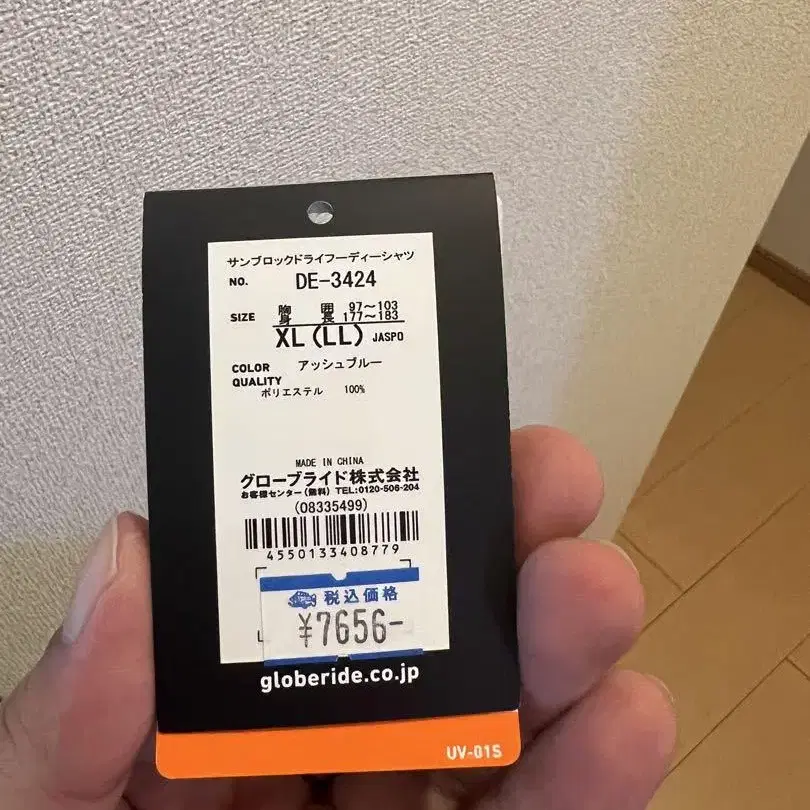 サンブロックドライフーディーシャツ
NO. DE-3424
SIZE 胸囲 97～103
身長 177～183
XL(LL) JASPO
COLOR アッシュブルー
QUALITY
ポリエステル 100%
MADE IN CHINA
グローブライド株式会社
お客様センター(無料) TEL:0120-506-204
(08335499)
4550133408779
税込価格
¥7656-
globeride.co.jp
UV-01S